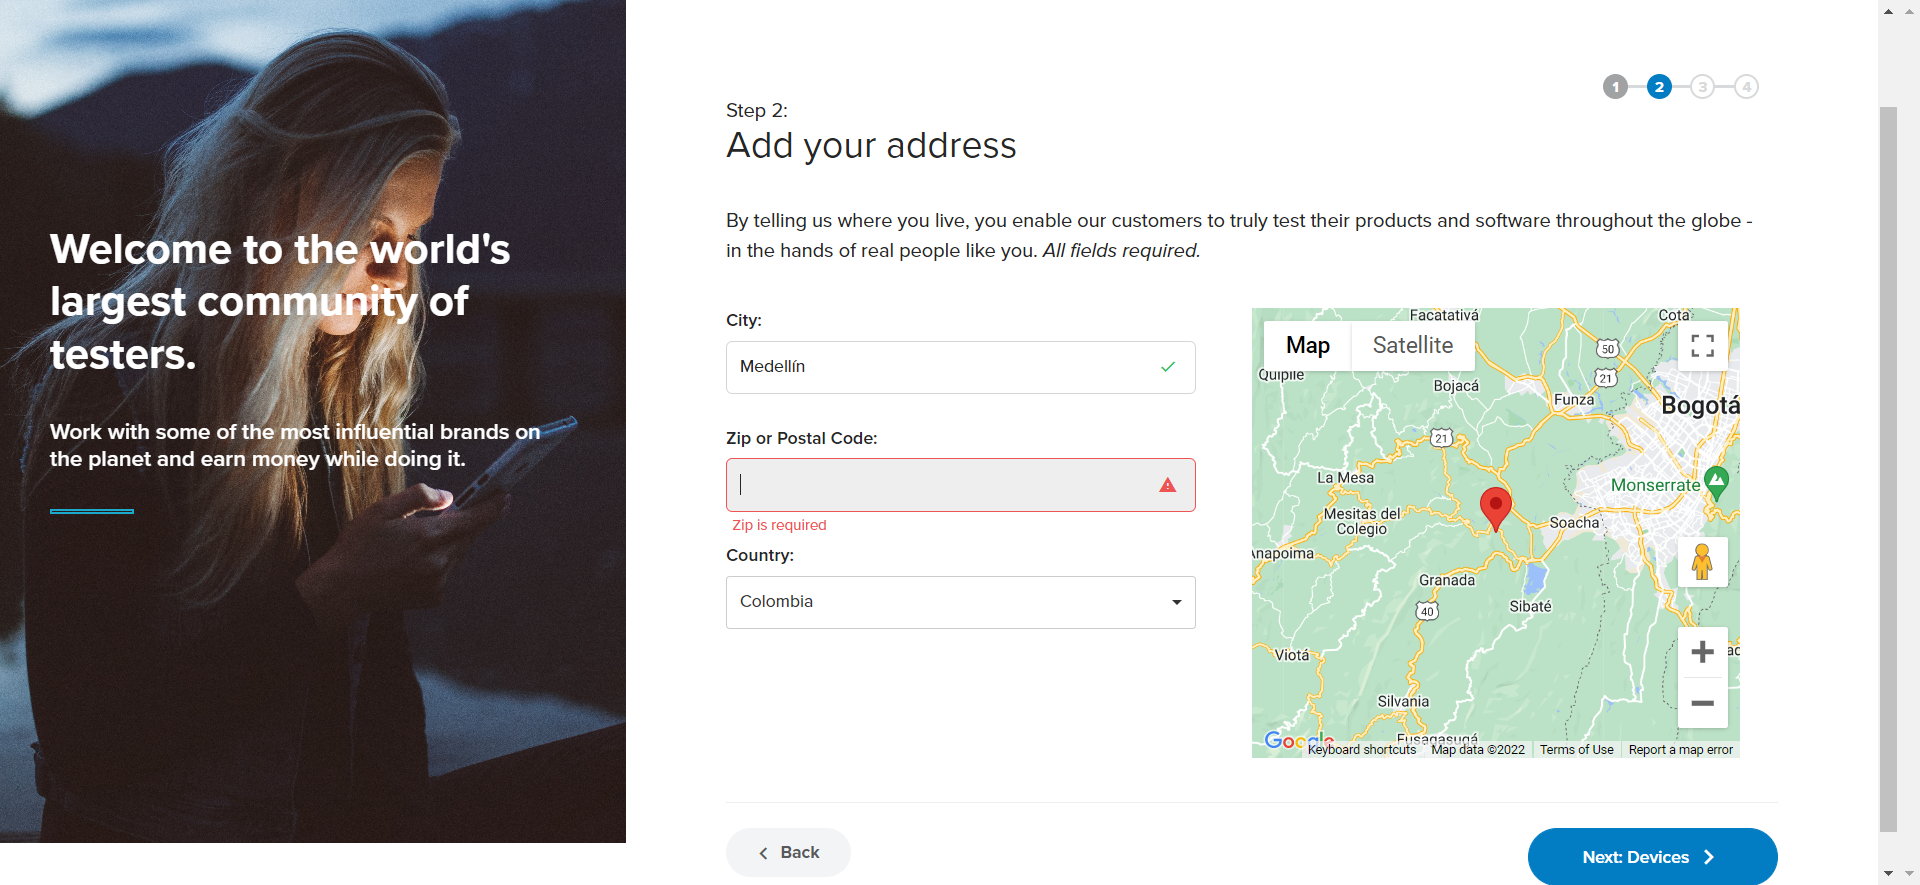 Welcome to the world's
largest community of
testers.
Work with some of the most influential brands on
the planet and earn money while doing it.
1 2 3 4
Step 2:
Add your address
By telling us where you live, you enable our customers to truly test their products and software throughout the globe -
in the hands of real people like you. All fields required.
City:
Medellín
Zip or Postal Code:
Zip is required
Country:
Colombia
Map
Satellite
Facatativá
Cota
Quipile
Bojacá
50
21
Funza
Bogotá
21
La Mesa
Monserrate
Mesitas del
Colegio
Soacha
Anapoima
Granada
Sibaté
40
Viotá
Silvania
Fusagasugá
Google
Keyboard shortcuts
Map data ©2022
Terms of Use
Report a map error
Back
Next: Devices